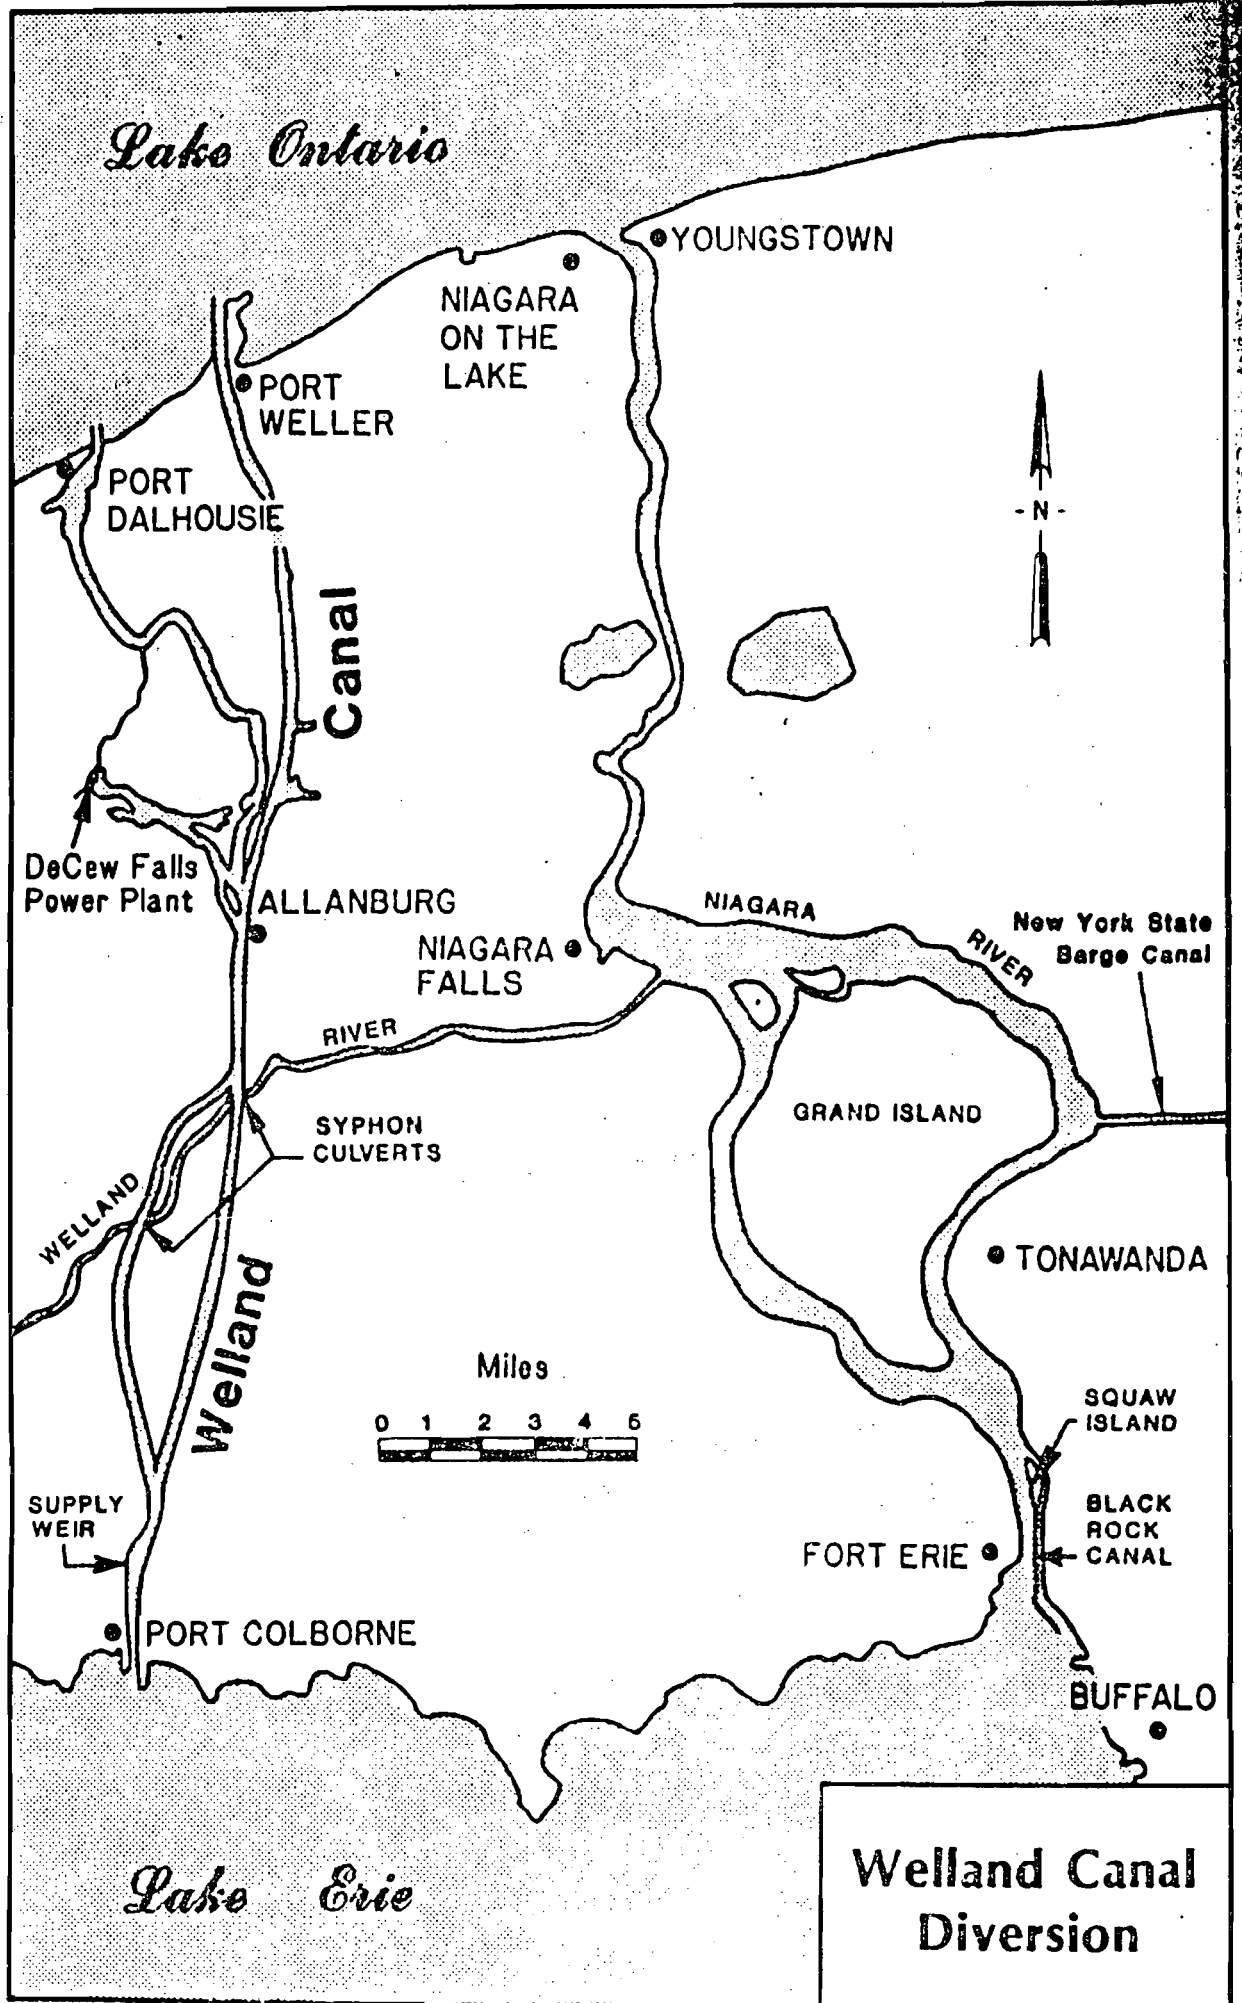 Lake Ontario
YOUNGSTOWN
NIAGARA
ON THE
LAKE
PORT
WELLER
PORT
DALHOUSIE
- N -
Canal
DeCew Falls
Power Plant
ALLANBURG
NIAGARA
FALLS
NIAGARA
RIVER
New York State
Barge Canal
RIVER
GRAND ISLAND
SYPHON
CULVERTS
WELLAND
TONAWANDA
Welland
Miles
0 1 2 3 4 5
SQUAW
ISLAND
SUPPLY
WEIR
BLACK
ROCK
CANAL
FORT ERIE
PORT COLBORNE
BUFFALO
Lake Erie
Welland Canal
Diversion